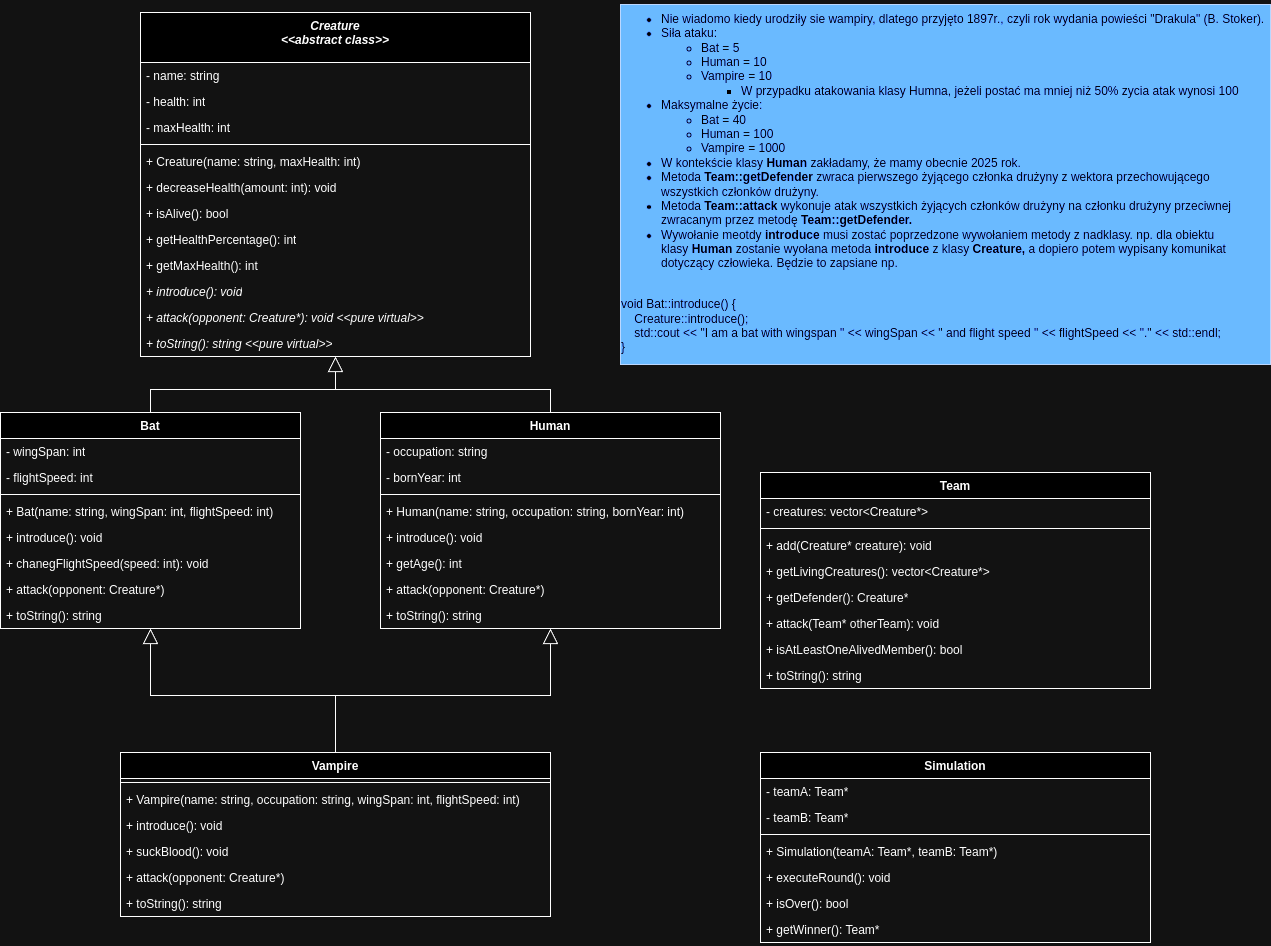 Creature
<<abstract class>>
- name: string
- health: int
- maxHealth: int
+ Creature(name: string, maxHealth: int)
+ decreaseHealth(amount: int): void
+ isAlive(): bool
+ getHealthPercentage(): int
+ getMaxHealth(): int
+ introduce(): void
+ attack(opponent: Creature*): void <<pure virtual>>
+ toString(): string <<pure virtual>>
• Nie wiadomo kiedy urodziły sie wampiry, dlatego przyjęto 1897r., czyli rok wydania powieści "Drakula" (B. Stoker).
• Siła ataku:
○ Bat = 5
○ Human = 10
○ Vampire = 10
▪ W przypadku atakowania klasy Humna, jeżeli postać ma mniej niż 50% zycia atak wynosi 100
• Maksymalne życie:
○ Bat = 40
○ Human = 100
○ Vampire = 1000
• W kontekście klasy Human zakładamy, że mamy obecnie 2025 rok.
• Metoda Team::getDefender zwraca pierwszego żyjącego członka drużyny z wektora przechowującego
wszystkich członków drużyny.
• Metoda Team::attack wykonuje atak wszystkich żyjących członków drużyny na członku drużyny przeciwnej
zwracanym przez metodę Team::getDefender.
• Wywołanie meotdy introduce musi zostać poprzedzone wywołaniem metody z nadklasy. np. dla obiektu
klasy Human zostanie wyołana metoda introduce z klasy Creature, a dopiero potem wypisany komunikat
dotyczący człowieka. Będzie to zapsiane np.
void Bat::introduce() {
Creature::introduce();
std::cout << "I am a bat with wingspan " << wingSpan << " and flight speed " << flightSpeed << "." << std::endl;
}
Bat
- wingSpan: int
- flightSpeed: int
+ Bat(name: string, wingSpan: int, flightSpeed: int)
+ introduce(): void
+ chanegFlightSpeed(speed: int): void
+ attack(opponent: Creature*)
+ toString(): string
Human
- occupation: string
- bornYear: int
+ Human(name: string, occupation: string, bornYear: int)
+ introduce(): void
+ getAge(): int
+ attack(opponent: Creature*)
+ toString(): string
Team
- creatures: vector<Creature*>
+ add(Creature* creature): void
+ getLivingCreatures(): vector<Creature*>
+ getDefender(): Creature*
+ attack(Team* otherTeam): void
+ isAtLeastOneAlivedMember(): bool
+ toString(): string
Vampire
+ Vampire(name: string, occupation: string, wingSpan: int, flightSpeed: int)
+ introduce(): void
+ suckBlood(): void
+ attack(opponent: Creature*)
+ toString(): string
Simulation
- teamA: Team*
- teamB: Team*
+ Simulation(teamA: Team*, teamB: Team*)
+ executeRound(): void
+ isOver(): bool
+ getWinner(): Team*